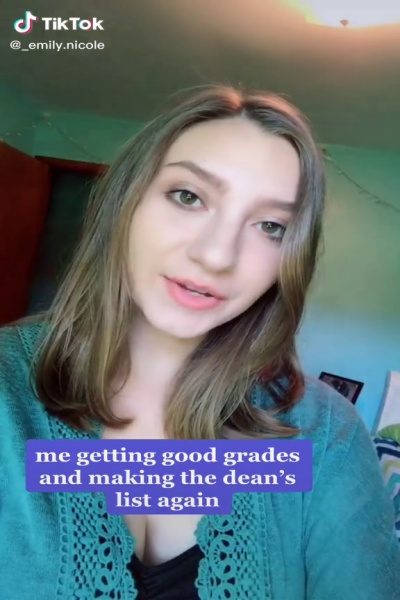 TikTok
@_emily.nicole
me getting good grades
and making the dean's
list again